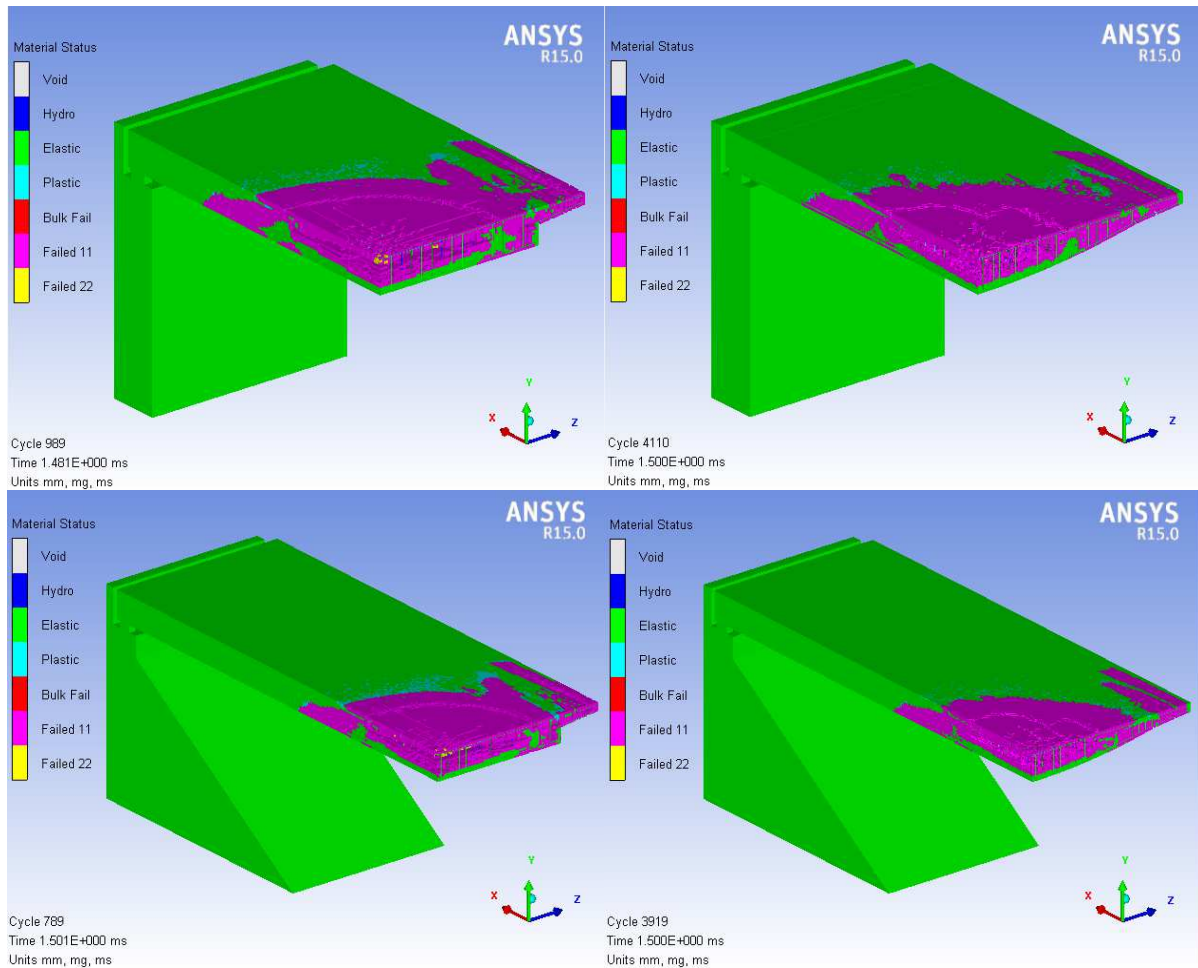 ANSYS
R15.0
Material Status
Void
Hydro
Elastic
Plastic
Bulk Fail
Failed 11
Failed 22
Y
X
Z
Cycle 989
Time 1.481E+000 ms
Units mm, mg, ms
ANSYS
R15.0
Material Status
Void
Hydro
Elastic
Plastic
Bulk Fail
Failed 11
Failed 22
Y
X
Z
Cycle 4110
Time 1.500E+000 ms
Units mm, mg, ms
ANSYS
R15.0
Material Status
Void
Hydro
Elastic
Plastic
Bulk Fail
Failed 11
Failed 22
Y
X
Z
Cycle 789
Time 1.501E+000 ms
Units mm, mg, ms
ANSYS
R15.0
Material Status
Void
Hydro
Elastic
Plastic
Bulk Fail
Failed 11
Failed 22
Y
X
Z
Cycle 3919
Time 1.500E+000 ms
Units mm, mg, ms